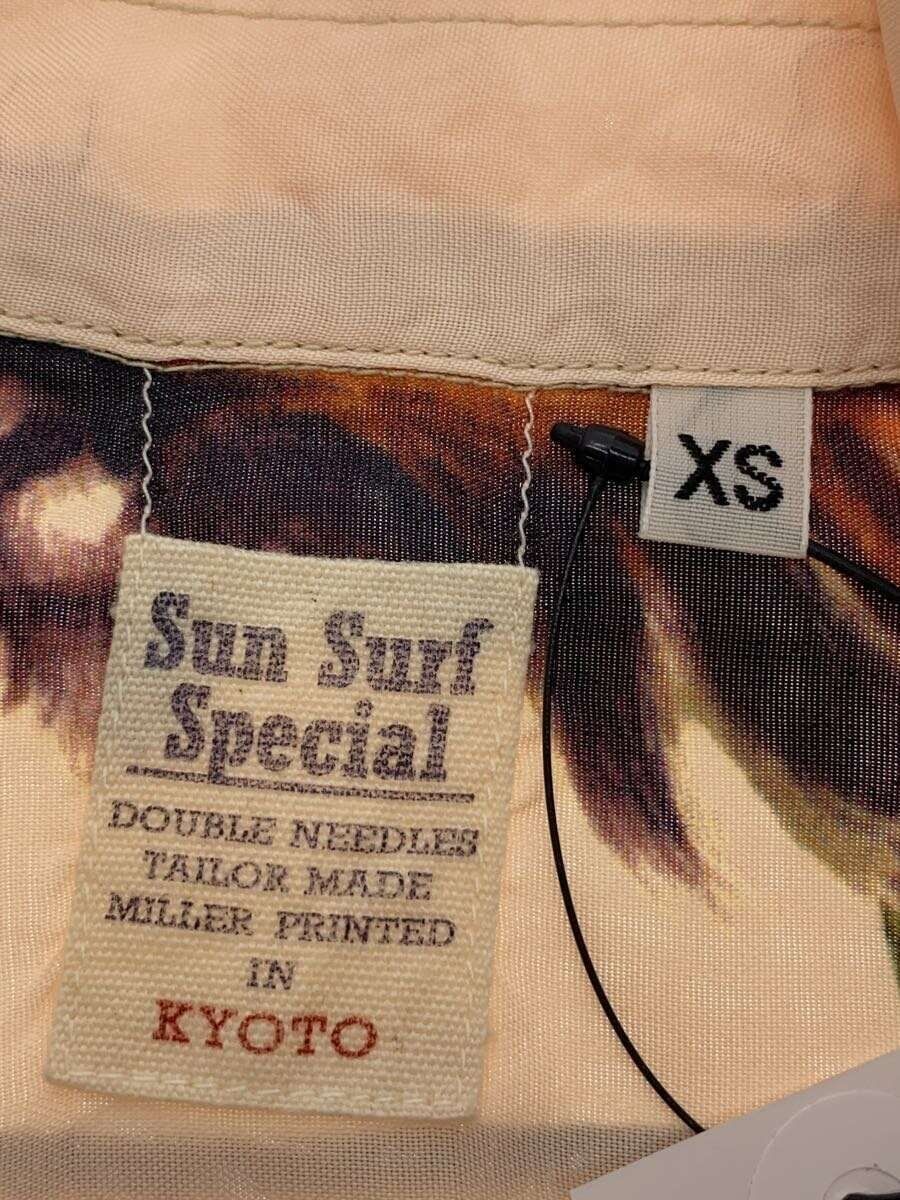 XS
Sun Surf
Special
DOUBLE NEEDLES
TAILOR MADE
MILLER PRINTED
IN
KYOTO